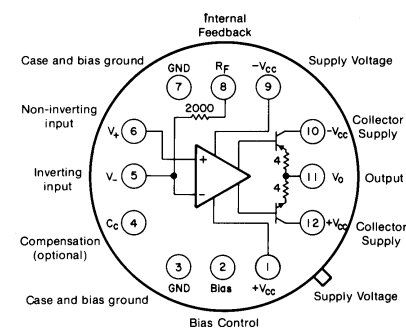 Internal
Feedback
Case and bias ground
Supply Voltage
GND
RF
-VCC
7
8
9
2000
Non-inverting
input
V+
6
+
10
-VCC
Collector
Supply
4
Inverting
input
V-
5
−
11
VO
Output
4
CC
4
12
+VCC
Collector
Supply
Compensation
(optional)
3
2
1
GND
Bias
+VCC
Case and bias ground
Supply Voltage
Bias Control